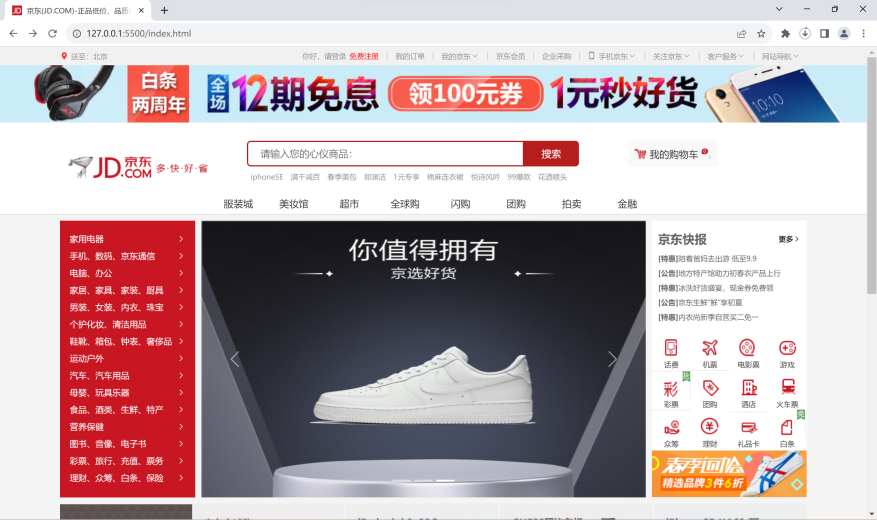 京东(JD.COM)-正品低价、品质
127.0.0.1:5500/index.html
送至：北京
你好，请登录 免费注册 我的订单 我的京东 京东会员 企业采购 手机京东 关注京东 客户服务 网站导航
白条
两周年
全场 12期免息 领100元券 1元秒好货
10:10
JD.COM 京东 多·快·好·省
请输入您的心仪商品：
搜索
我的购物车
iphoneSE 满千减百 春季美包 郑渊洁 1元专享 棉麻连衣裙 悦诗风吟 99爆款 花洒喷头
服装城 美妆馆 超市 全球购 闪购 团购 拍卖 金融
家用电器
手机、数码、京东通信
电脑、办公
家居、家具、家装、厨具
男装、女装、内衣、珠宝
个护化妆、清洁用品
鞋靴、箱包、钟表、奢侈品
运动户外
汽车、汽车用品
母婴、玩具乐器
食品、酒类、生鲜、特产
营养保健
图书、音像、电子书
彩票、旅行、充值、票务
理财、众筹、白条、保险
你值得拥有
京选好货
京东快报 更多
[特惠]陪着爸妈去出游 低至9.9
[公告]地方特产馆助力初春农产品上行
[特惠]冰洗好货盛宴，现金券免费领
[公告]京东生鲜“鲜”享初夏
[特惠]内衣尚新季自营买二免一
话费 机票 电影票 游戏
彩票 团购 酒店 火车票
众筹 理财 礼品卡 白条
精选品牌3件6折